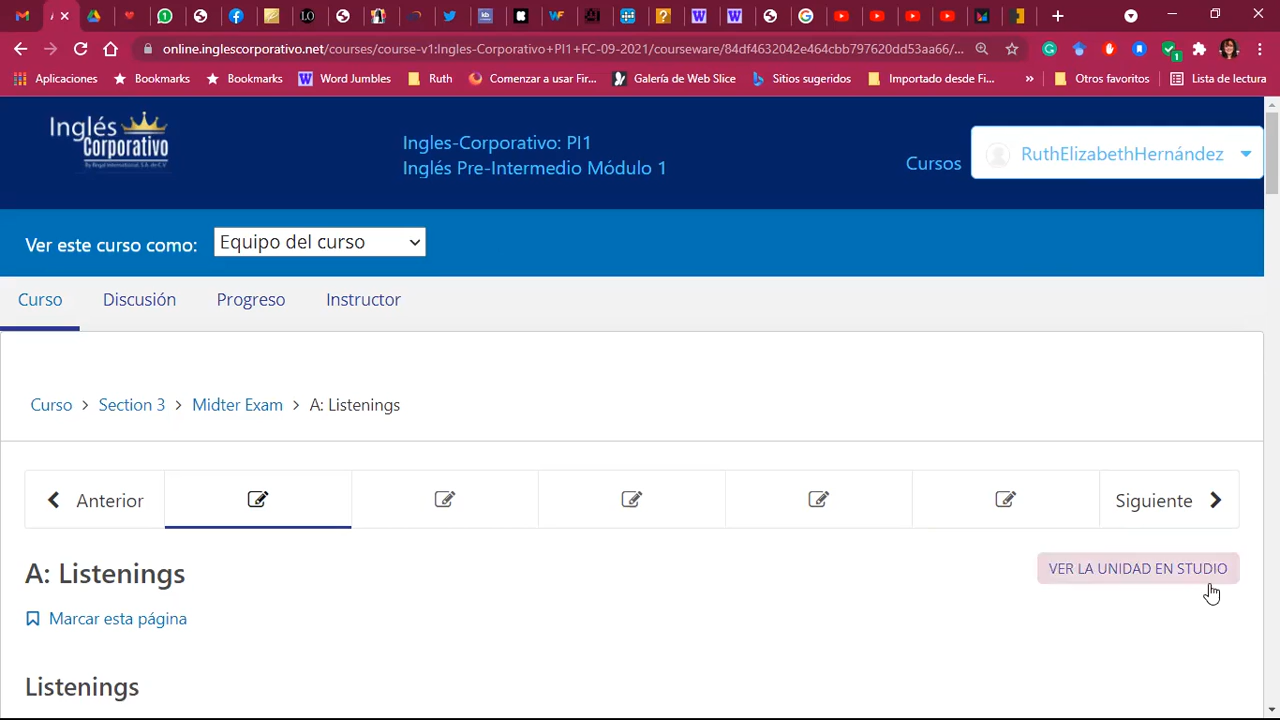 online.inglescorporativo.net/courses/course-v1:Ingles-Corporativo+PI1+FC-09-2021/courseware/84df4632042e464cbb797620dd53aa66/...
Aplicaciones
Bookmarks
Bookmarks
Word Jumbles
Ruth
Comenzar a usar Fir...
Galería de Web Slice
Sitios sugeridos
Importado desde Fi...
»
Otros favoritos
Lista de lectura
Inglés
Corporativo
Ingles-Corporativo: PI1
Inglés Pre-Intermedio Módulo 1
Cursos
RuthElizabethHernández
Ver este curso como:
Equipo del curso
Curso
Discusión
Progreso
Instructor
Curso > Section 3 > Midter Exam > A: Listenings
Anterior
Siguiente
A: Listenings
VER LA UNIDAD EN STUDIO
Marcar esta página
Listenings